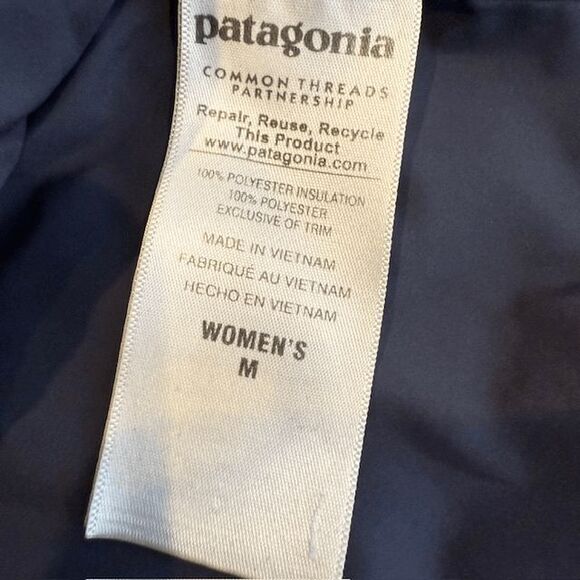 patagonia
COMMON THREADS
PARTNERSHIP
Repair, Reuse, Recycle
This Product
www.patagonia.com
100% POLYESTER INSULATION
100% POLYESTER
EXCLUSIVE OF TRIM
MADE IN VIETNAM
FABRIQUÉ AU VIETNAM
HECHO EN VIETNAM
WOMEN'S
M